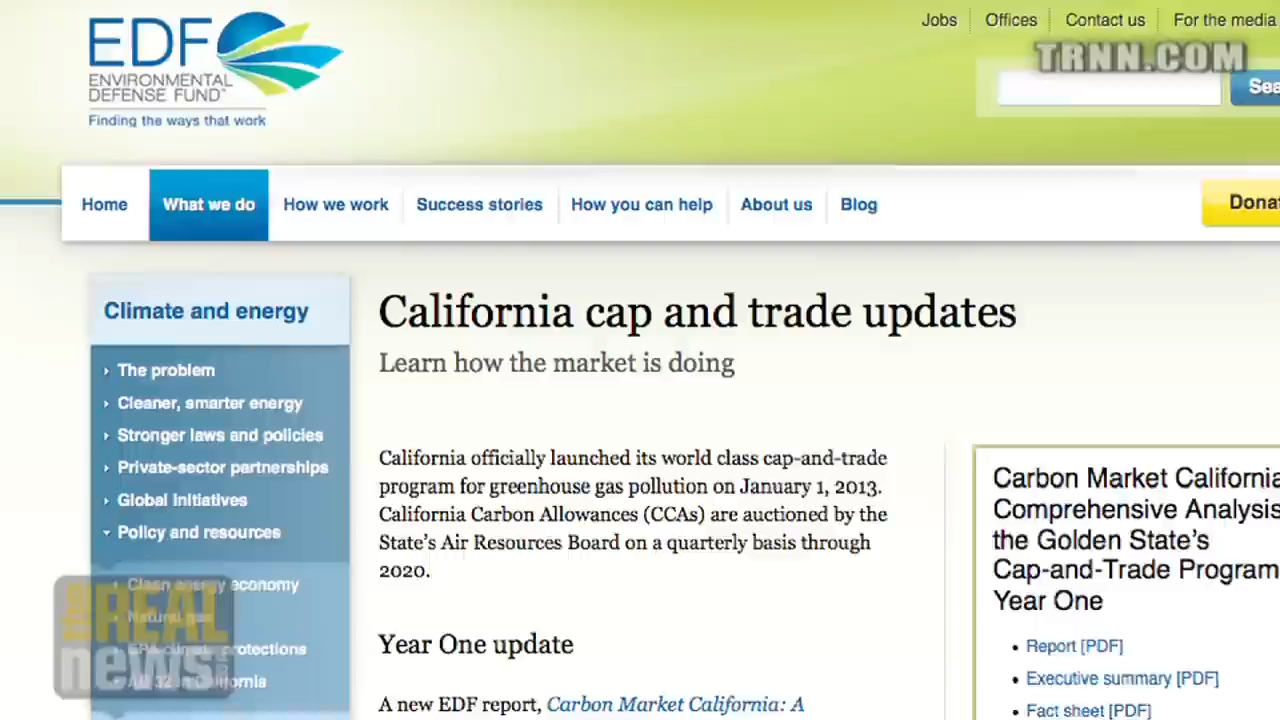 EDF
ENVIRONMENTAL
DEFENSE FUND™
Finding the ways that work
Jobs
Offices
Contact us
For the media
TRNN.COM
Home
What we do
How we work
Success stories
How you can help
About us
Blog
Climate and energy
The problem
Cleaner, smarter energy
Stronger laws and policies
Private-sector partnerships
Global initiatives
Policy and resources
Clean energy economy
Natural gas
EPA climate protections
AB 32 in California
THE REAL
news.com
California cap and trade updates
Learn how the market is doing
California officially launched its world class cap-and-trade
program for greenhouse gas pollution on January 1, 2013.
California Carbon Allowances (CCAs) are auctioned by the
State's Air Resources Board on a quarterly basis through
2020.
Year One update
A new EDF report, Carbon Market California: A
Carbon Market California
Comprehensive Analysis
the Golden State's
Cap-and-Trade Program
Year One
• Report [PDF]
• Executive summary [PDF]
• Fact sheet [PDF]